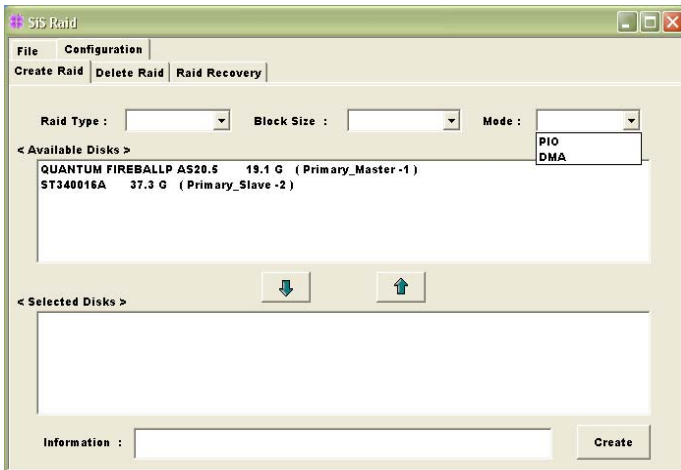 SiS Raid
File Configuration
Create Raid Delete Raid Raid Recovery
Raid Type : Block Size : Mode :
PIO
DMA
< Available Disks >
QUANTUM FIREBALLP AS20.5 19.1 G ( Primary_Master -1 )
ST340016A 37.3 G ( Primary_Slave -2 )
< Selected Disks >
Information : Create